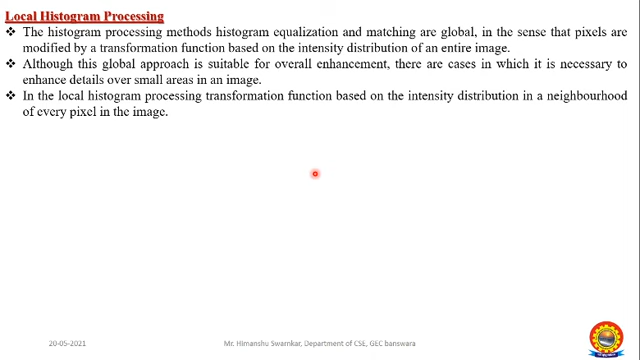 Local Histogram Processing
❖ The histogram processing methods histogram equalization and matching are global, in the sense that pixels are
modified by a transformation function based on the intensity distribution of an entire image.
❖ Although this global approach is suitable for overall enhancement, there are cases in which it is necessary to
enhance details over small areas in an image.
❖ In the local histogram processing transformation function based on the intensity distribution in a neighbourhood
of every pixel in the image.
20-05-2021
Mr. Himanshu Swarnkar, Department of CSE, GEC banswara